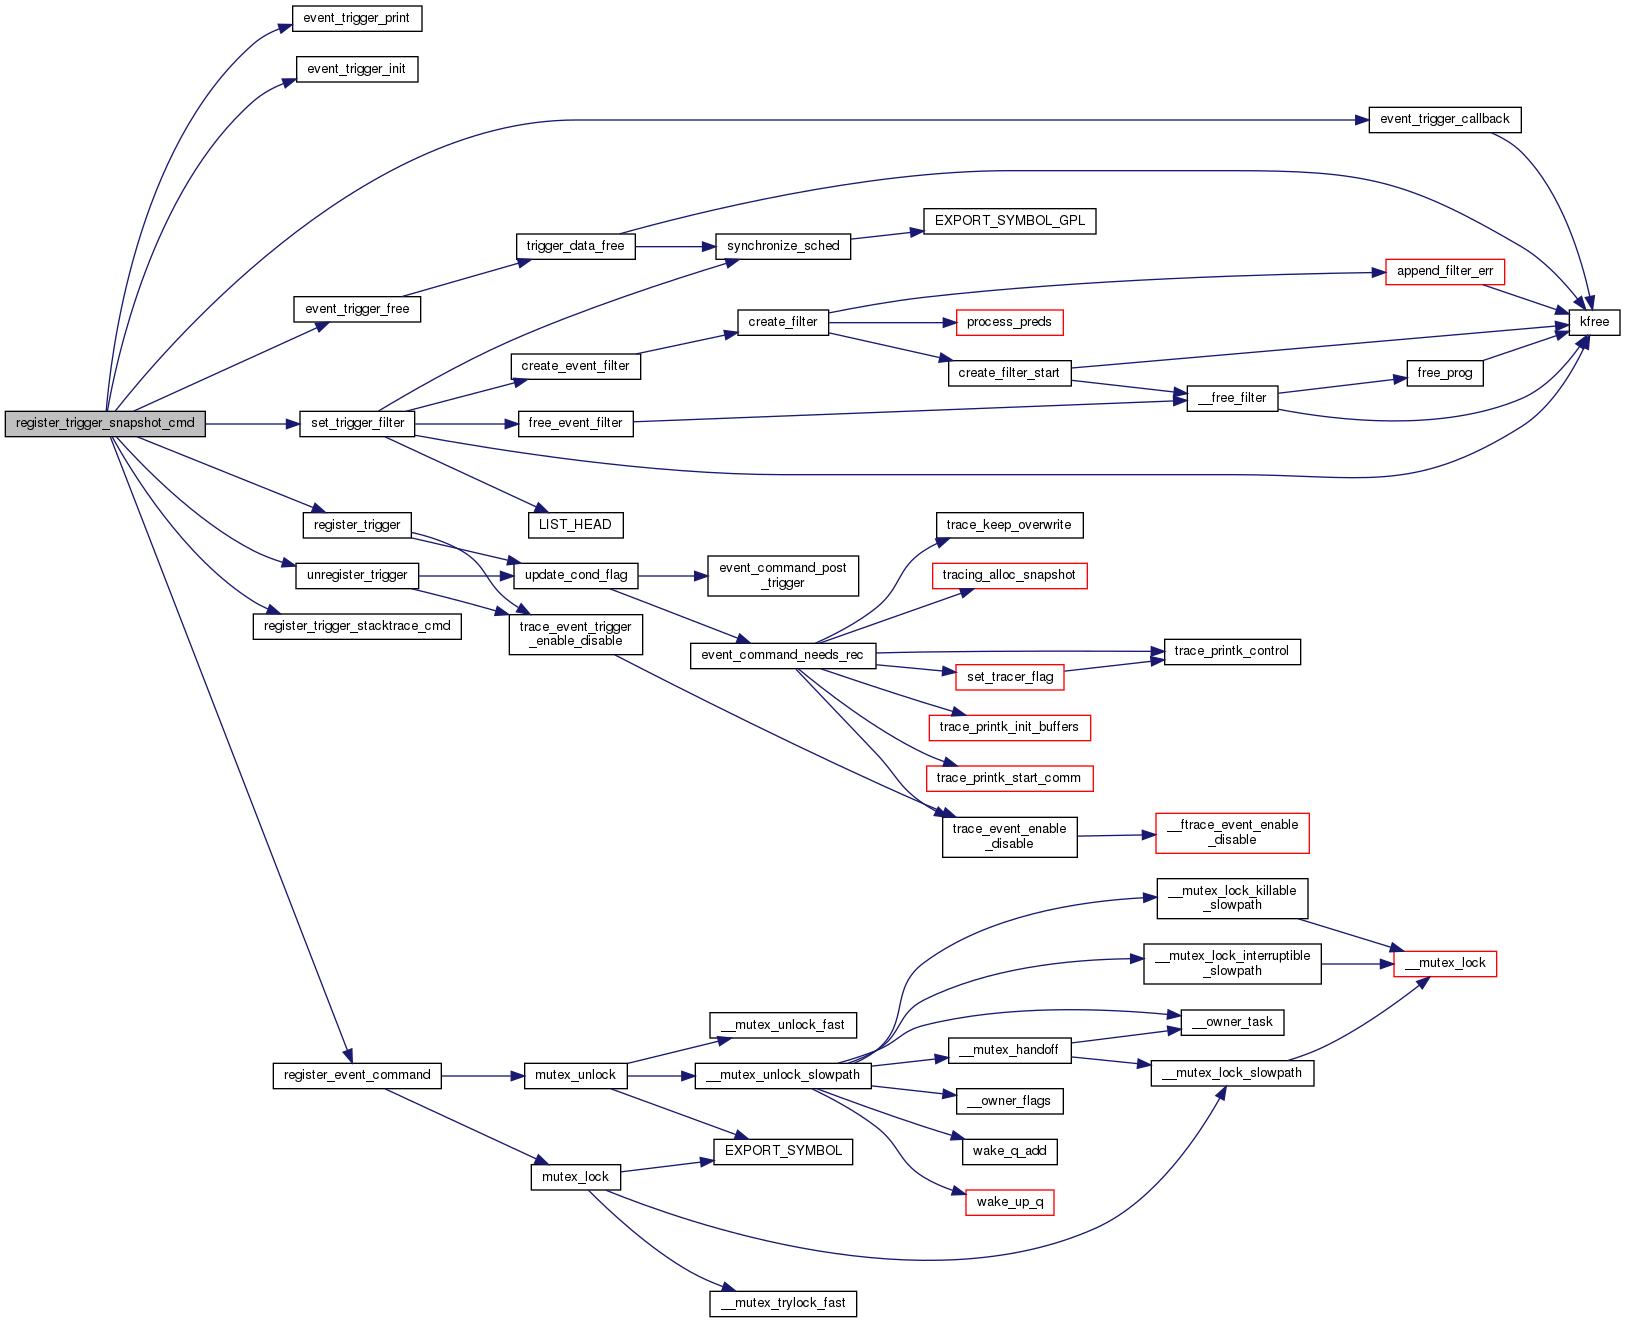 event_trigger_print
event_trigger_init
event_trigger_callback
EXPORT_SYMBOL_GPL
trigger_data_free
synchronize_sched
append_filter_err
event_trigger_free
create_filter
process_preds
kfree
create_event_filter
create_filter_start
free_prog
__free_filter
register_trigger_snapshot_cmd
set_trigger_filter
free_event_filter
register_trigger
LIST_HEAD
trace_keep_overwrite
unregister_trigger
update_cond_flag
event_command_post
_trigger
tracing_alloc_snapshot
register_trigger_stacktrace_cmd
trace_event_trigger
_enable_disable
event_command_needs_rec
trace_printk_control
set_tracer_flag
trace_printk_init_buffers
trace_printk_start_comm
trace_event_enable
_disable
__ftrace_event_enable
_disable
__mutex_lock_killable
_slowpath
__mutex_lock_interruptible
_slowpath
__mutex_lock
__mutex_unlock_fast
__owner_task
__mutex_handoff
register_event_command
mutex_unlock
__mutex_unlock_slowpath
__mutex_lock_slowpath
__owner_flags
EXPORT_SYMBOL
wake_q_add
mutex_lock
wake_up_q
__mutex_trylock_fast